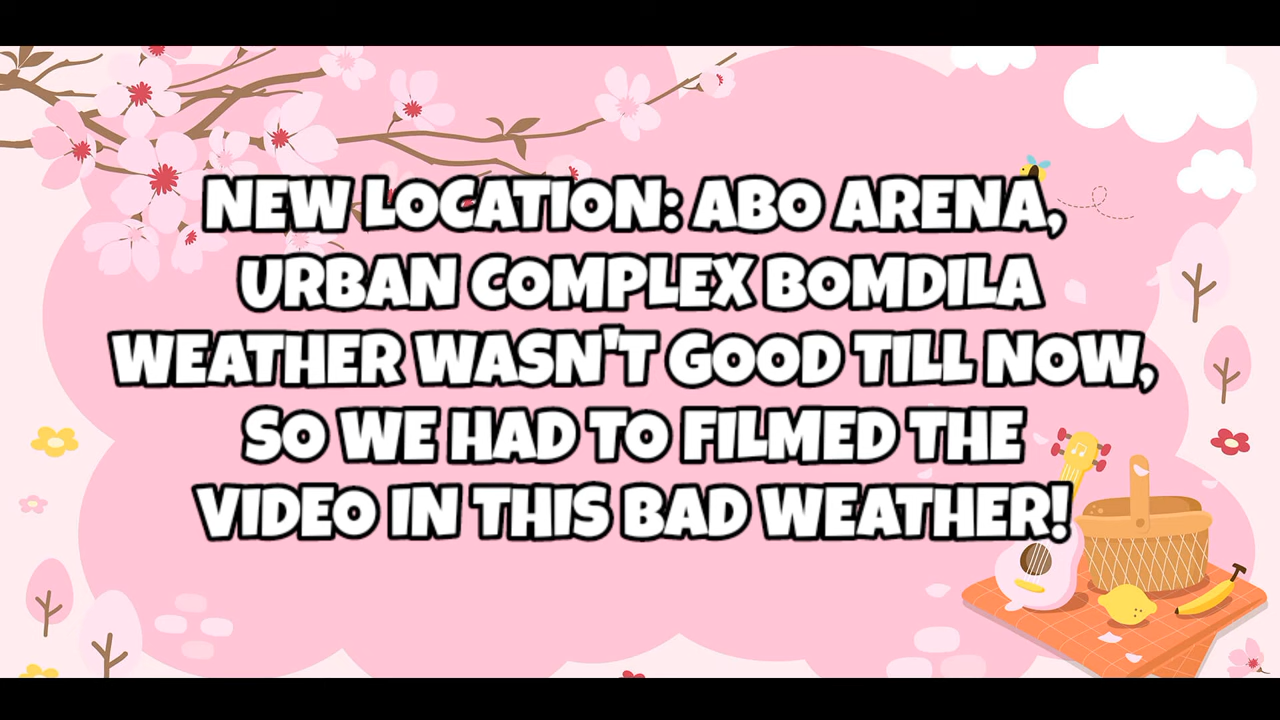 NEW LOCATION: ABO ARENA,
URBAN COMPLEX BOMDILA
WEATHER WASN'T GOOD TILL NOW,
SO WE HAD TO FILMED THE
VIDEO IN THIS BAD WEATHER!